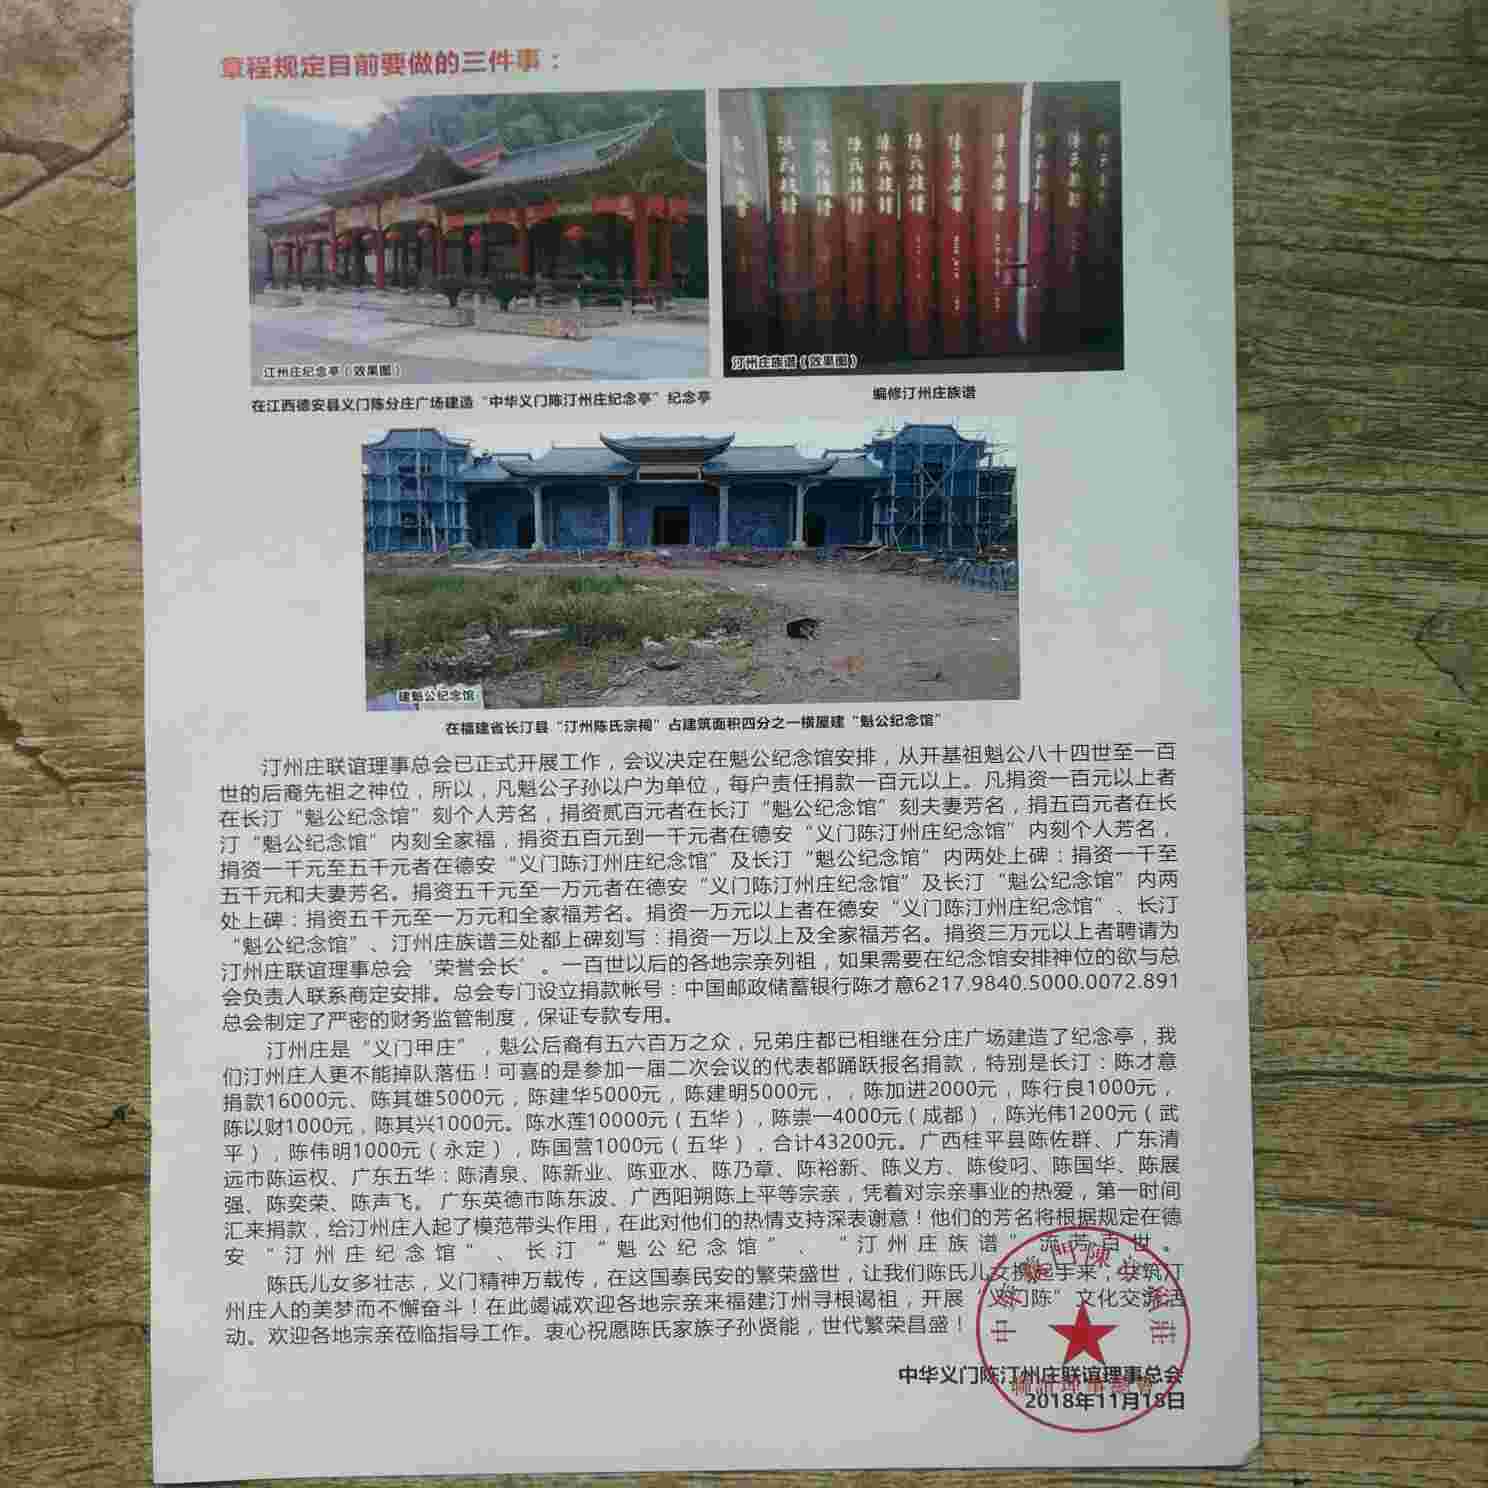 章程规定目前要做的三件事：
江州庄纪念亭（效果图）
陈氏族谱
陈氏族谱
陈氏族谱
陈氏族谱
汀州庄族谱（效果图）
在江西德安县义门陈分庄广场建造“中华义门陈汀州庄纪念亭”纪念亭
编修汀州庄族谱
建魁公纪念馆
在福建省长汀县“汀州陈氏宗祠”占建筑面积四分之一横屋建“魁公纪念馆”
汀州庄联谊理事总会已正式开展工作，会议决定在魁公纪念馆安排，从开基祖魁公八十四世至一百
世的后裔先祖之神位，所以，凡魁公子孙以户为单位，每户责任捐款一百元以上。凡捐资一百元以上者
在长汀“魁公纪念馆”刻个人芳名，捐资贰百元者在长汀“魁公纪念馆”刻夫妻芳名，捐五百元者在长
汀“魁公纪念馆”内刻全家福，捐资五百元到一千元者在德安“义门陈汀州庄纪念馆”内刻个人芳名，
捐资一千元至五千元者在德安“义门陈汀州庄纪念馆”及长汀“魁公纪念馆”内两处上碑：捐资一千至
五千元和夫妻芳名。捐资五千元至一万元者在德安“义门陈汀州庄纪念馆”及长汀“魁公纪念馆”内两
处上碑：捐资五千元至一万元和全家福芳名。捐资一万元以上者在德安“义门陈汀州庄纪念馆”、长汀
“魁公纪念馆”、汀州庄族谱三处都上碑刻写：捐资一万以上及全家福芳名。捐资三万元以上者聘请为
汀州庄联谊理事总会‘荣誉会长’。一百世以后的各地宗亲列祖，如果需要在纪念馆安排神位的欲与总
会负责人联系商定安排。总会专门设立捐款帐号：中国邮政储蓄银行陈才意6217.9840.5000.0072.891
总会制定了严密的财务监管制度，保证专款专用。
汀州庄是“义门甲庄”，魁公后裔有五六百万之众，兄弟庄都已相继在分庄广场建造了纪念亭，我
们汀州庄人更不能掉队落伍！可喜的是参加一届二次会议的代表都踊跃报名捐款，特别是长汀：陈才意
捐款16000元、陈其雄5000元，陈建华5000元，陈建明5000元，，陈加进2000元，陈行良1000元，
陈以财1000元，陈其兴1000元。陈水莲10000元（五华），陈崇一4000元（成都），陈光伟1200元（武
平），陈伟明1000元（永定），陈国营1000元（五华），合计43200元。广西桂平县陈佐群、广东清
远市陈运权、广东五华：陈清泉、陈新业、陈亚水、陈乃章、陈裕新、陈义方、陈俊叼、陈国华、陈展
强、陈奕荣、陈声飞。广东英德市陈东波、广西阳朔陈上平等宗亲，凭着对宗亲事业的热爱，第一时间
汇来捐款，给汀州庄人起了模范带头作用，在此对他们的热情支持深表谢意！他们的芳名将根据规定在德
安“汀州庄纪念馆”、长汀“魁公纪念馆”、“汀州庄族谱”流芳百世。
陈氏儿女多壮志，义门精神万载传，在这国泰民安的繁荣盛世，让我们陈氏儿女携起手来，共筑汀
州庄人的美梦而不懈奋斗！在此竭诚欢迎各地宗亲来福建汀州寻根谒祖，开展“义门陈”文化交流活
动。欢迎各地宗亲莅临指导工作。衷心祝愿陈氏家族子孙贤能，世代繁荣昌盛！
中华义门陈汀州庄联谊理事总会
2018年11月18日